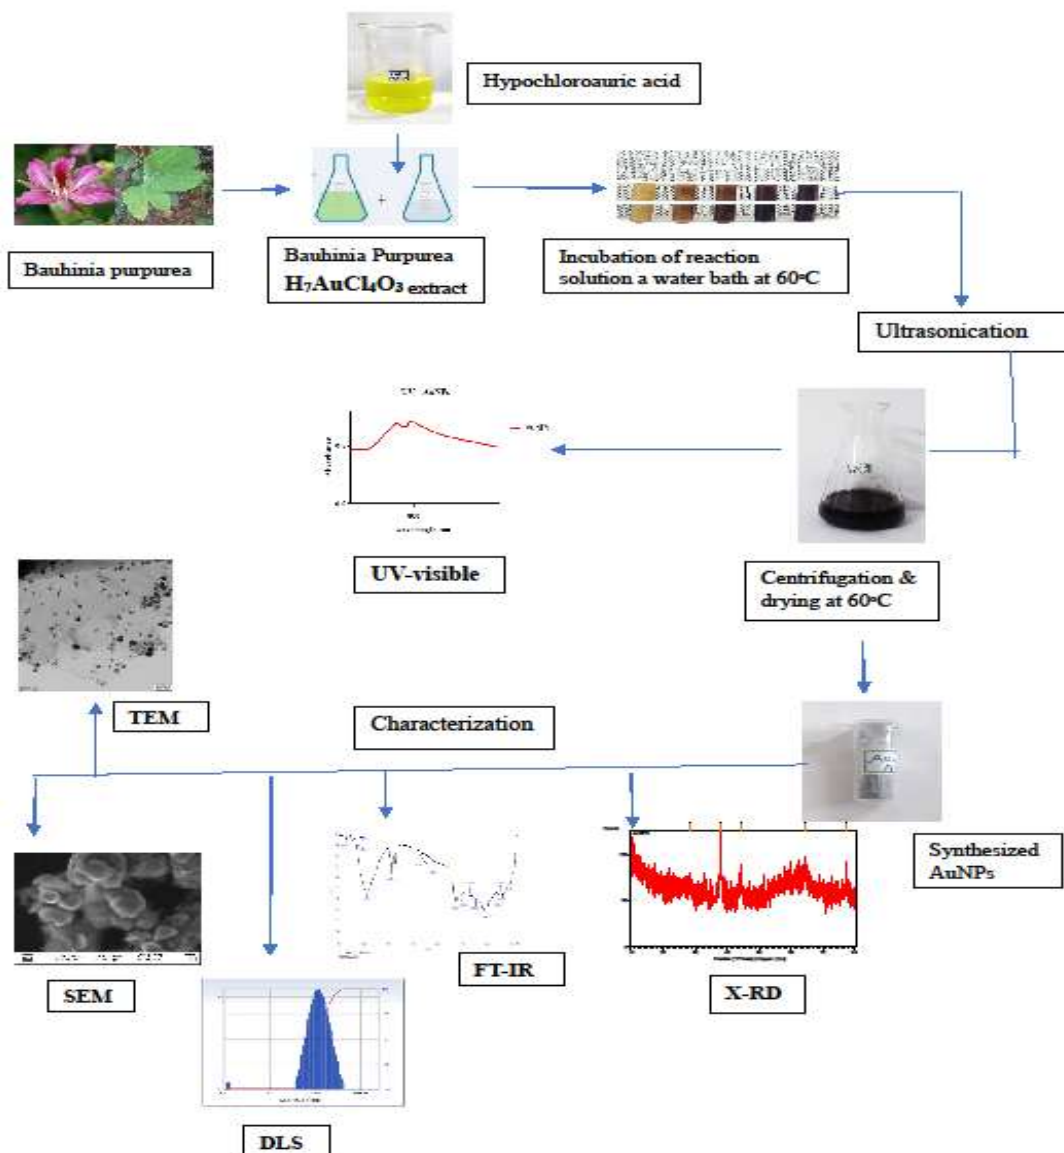 Hypochloroauric acid
+
Bauhinia purpurea
Bauhinia Purpurea
H₇AuCl₄O₃ extract
Incubation of reaction
solution a water bath at 60°C
Ultrasonication
UV-visible
Centrifugation &
drying at 60°C
TEM
Characterization
Synthesized
AuNPs
SEM
FT-IR
X-RD
DLS